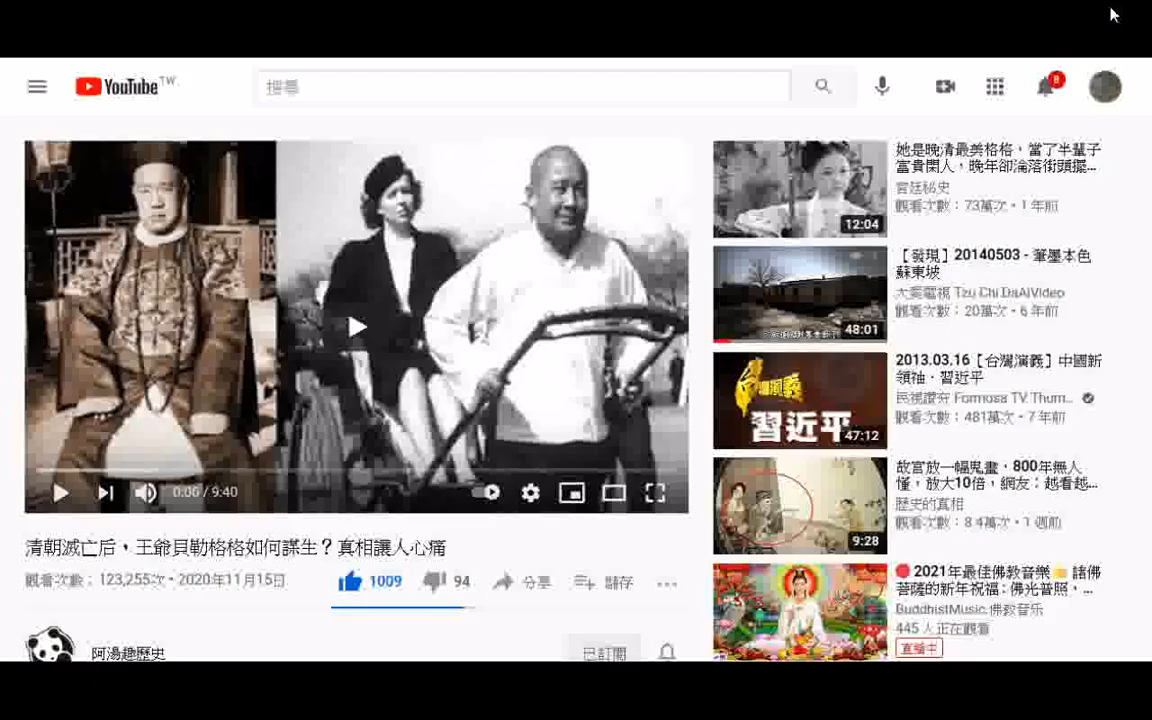 YouTube TW
搜尋
8
0:00 / 9:40
清朝滅亡后，王爺貝勒格格如何謀生？真相讓人心痛
觀看次數：123,255次・2020年11月15日
1009
94
分享
儲存
阿湯趣歷史
已訂閱
12:04
她是晚清最美格格，當了半輩子
富貴閑人，晚年卻淪落街頭擺...
宮廷秘史
觀看次數：73萬次・1 年前
48:01
【發現】20140503 - 筆墨本色
蘇東坡
大愛電視 Tzu Chi DaAiVideo
觀看次數：20萬次・6 年前
習近平
47:12
2013.03.16【台灣演義】中國新
領袖．習近平
民視讚夯 Formosa TV Thum...
觀看次數：481萬次・7 年前
9:28
故宮放一幅鬼畫，800年無人
懂，放大10倍，網友：越看越...
歷史的真相
觀看次數：8.4萬次・1 週前
2021年最佳佛教音樂 諸佛
菩薩的新年祝福：佛光普照，...
BuddhistMusic 佛教音乐
445 人正在觀看
直播中